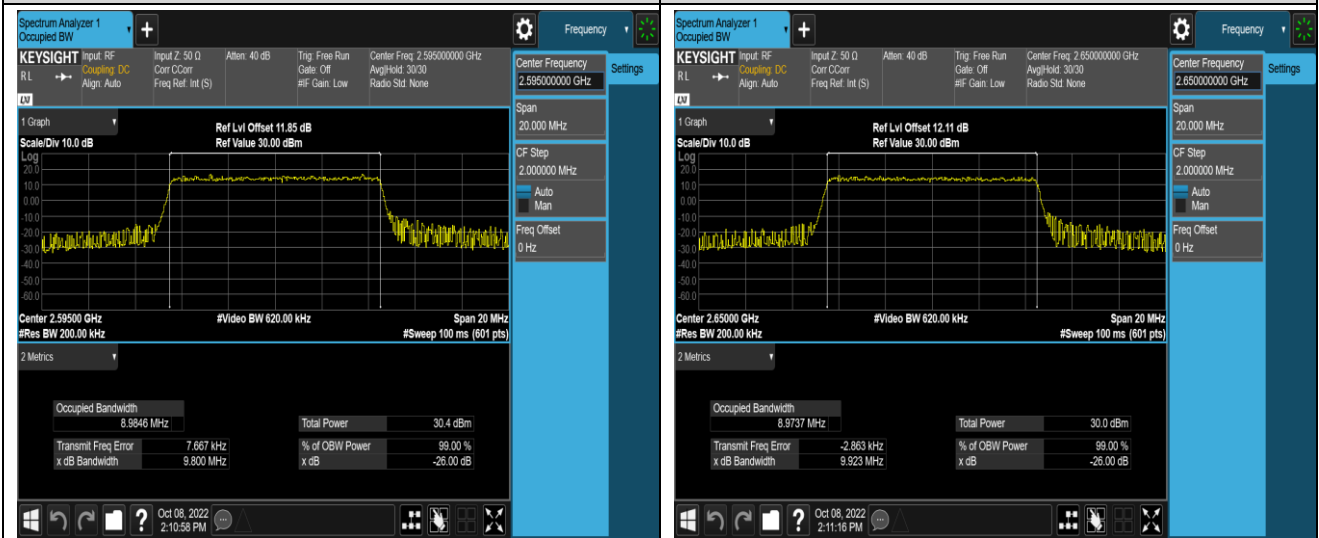 Spectrum Analyzer 1
Occupied BW
+
Frequency
KEYSIGHT
RL
LXI
Input: RF
Coupling: DC
Align: Auto
Input Z: 50 Ω
Corr CCorr
Freq Ref: Int (S)
Atten: 40 dB
Trig: Free Run
Gate: Off
#IF Gain: Low
Center Freq: 2.595000000 GHz
Avg|Hold: 30/30
Radio Std: None
Center Frequency
2.595000000 GHz
Settings
Span
20.000 MHz
CF Step
2.000000 MHz
Auto
Man
Freq Offset
0 Hz
1 Graph
Scale/Div 10.0 dB
Ref Lvl Offset 11.85 dB
Ref Value 30.00 dBm
Log
20.0
10.0
0.00
-10.0
-20.0
-30.0
-40.0
-50.0
-60.0
Center 2.59500 GHz
#Video BW 620.00 kHz
Span 20 MHz
#Res BW 200.00 kHz
#Sweep 100 ms (601 pts)
2 Metrics
Occupied Bandwidth
8.9846 MHz
Total Power 30.4 dBm
Transmit Freq Error 7.667 kHz
% of OBW Power 99.00 %
x dB Bandwidth 9.800 MHz
x dB -26.00 dB
?
Oct 08, 2022
2:10:58 PM
Spectrum Analyzer 1
Occupied BW
+
Frequency
KEYSIGHT
RL
LXI
Input: RF
Coupling: DC
Align: Auto
Input Z: 50 Ω
Corr CCorr
Freq Ref: Int (S)
Atten: 40 dB
Trig: Free Run
Gate: Off
#IF Gain: Low
Center Freq: 2.650000000 GHz
Avg|Hold: 30/30
Radio Std: None
Center Frequency
2.650000000 GHz
Settings
Span
20.000 MHz
CF Step
2.000000 MHz
Auto
Man
Freq Offset
0 Hz
1 Graph
Scale/Div 10.0 dB
Ref Lvl Offset 12.11 dB
Ref Value 30.00 dBm
Log
20.0
10.0
0.00
-10.0
-20.0
-30.0
-40.0
-50.0
-60.0
Center 2.65000 GHz
#Video BW 620.00 kHz
Span 20 MHz
#Res BW 200.00 kHz
#Sweep 100 ms (601 pts)
2 Metrics
Occupied Bandwidth
8.9737 MHz
Total Power 30.0 dBm
Transmit Freq Error -2.863 kHz
% of OBW Power 99.00 %
x dB Bandwidth 9.923 MHz
x dB -26.00 dB
?
Oct 08, 2022
2:11:16 PM